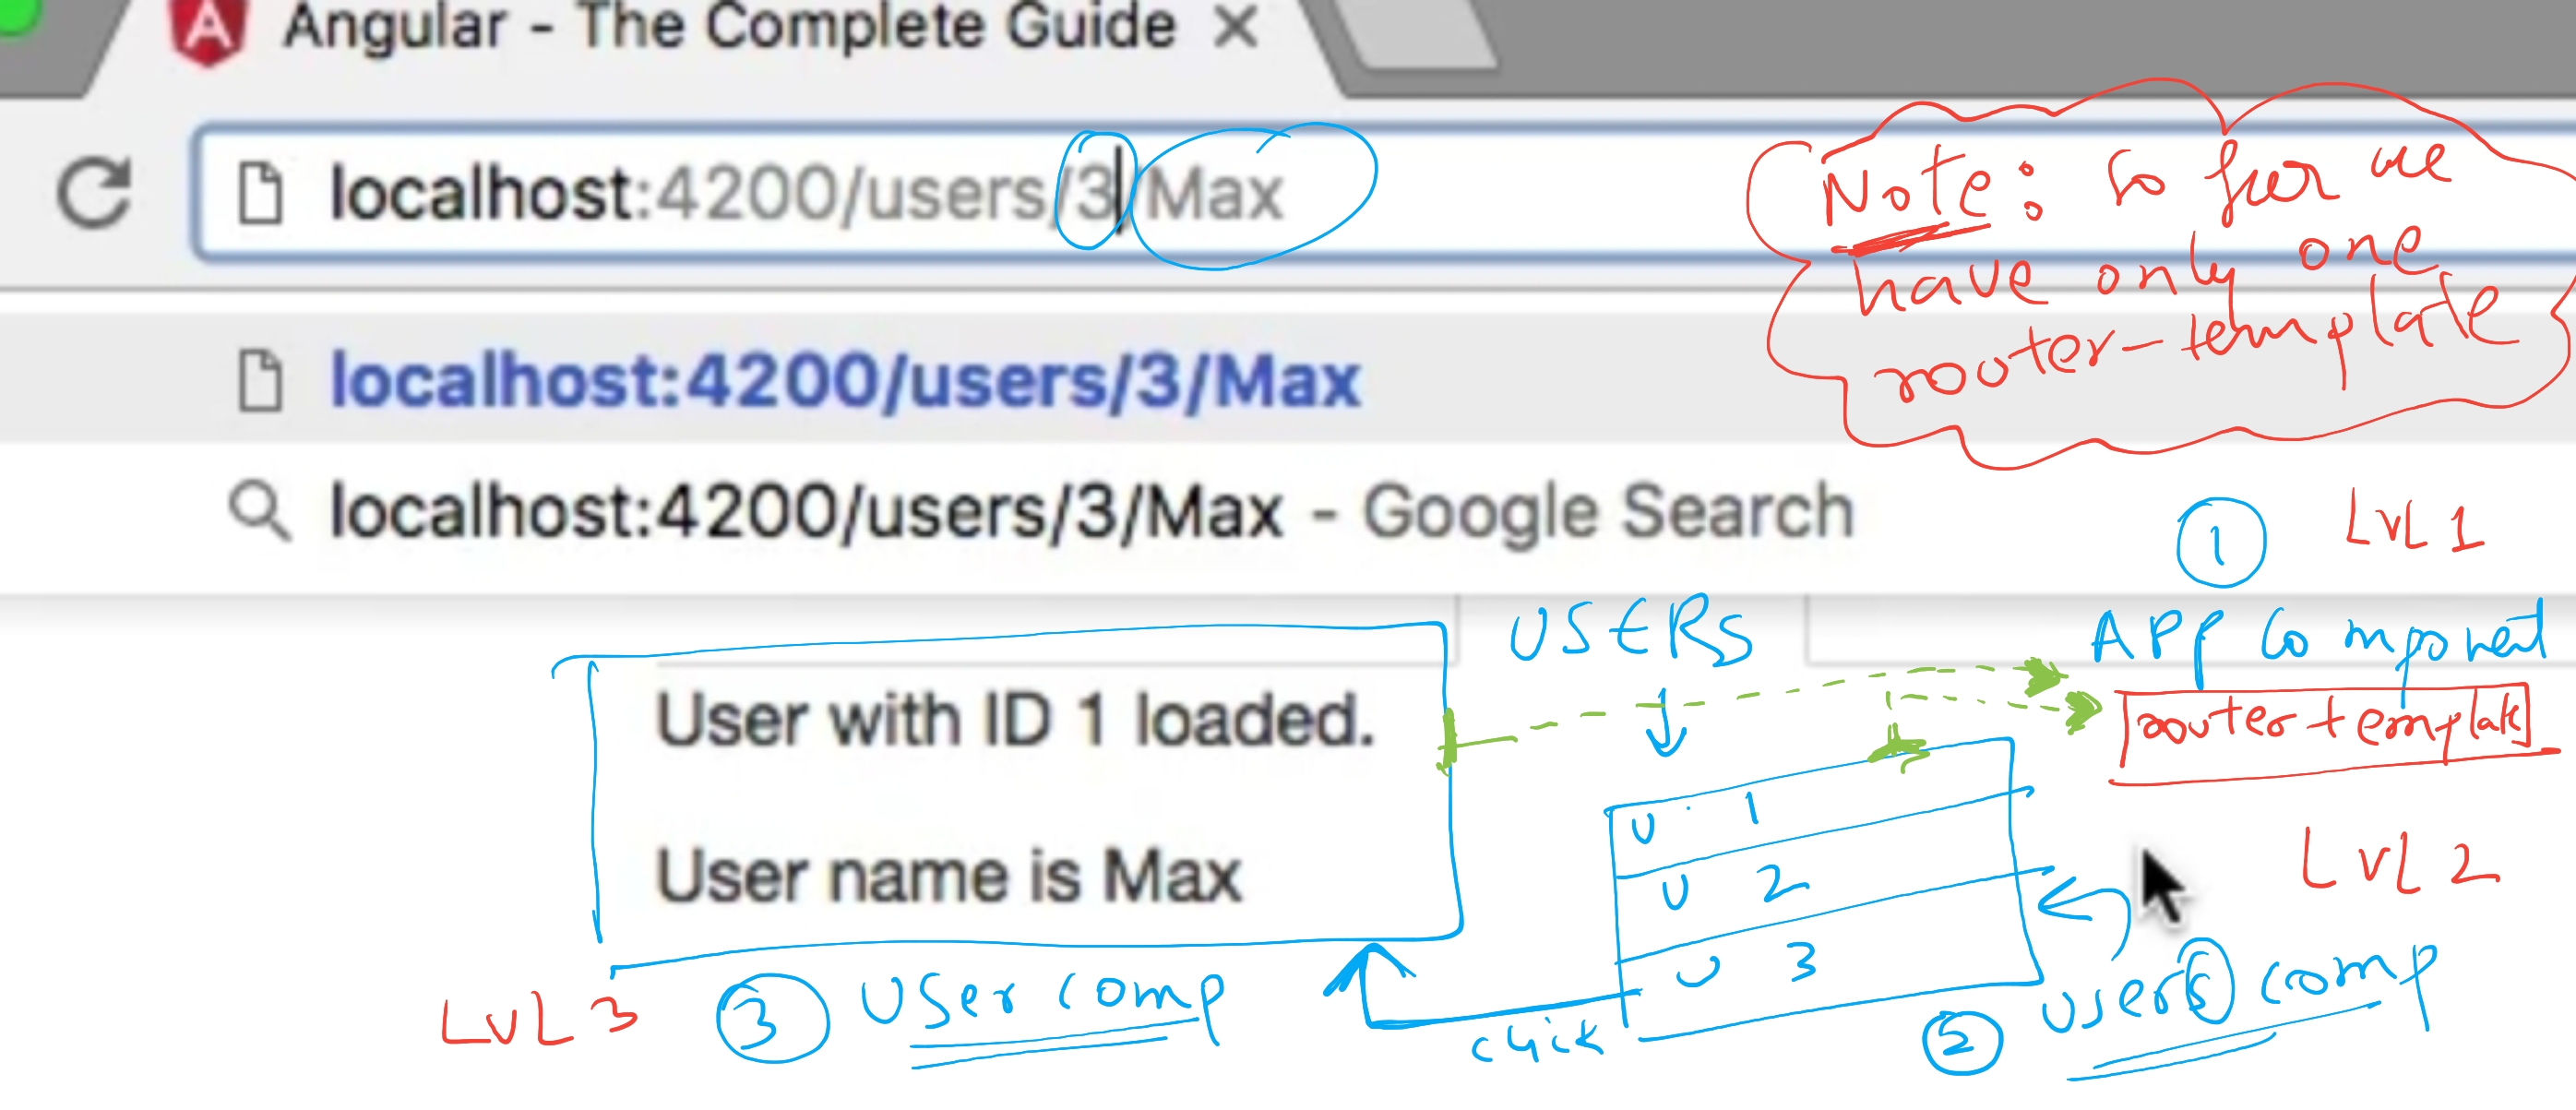 Angular - The Complete Guide ×
localhost:4200/users/3/Max
localhost:4200/users/3/Max
localhost:4200/users/3/Max - Google Search
Note: So far we
have only one
router-template
① LVL 1
APP Component
router template
USERS
User with ID 1 loaded.
User name is Max
U 1
U 2
U 3
LVL 2
LVL 3
③ User comp
click
② users comp